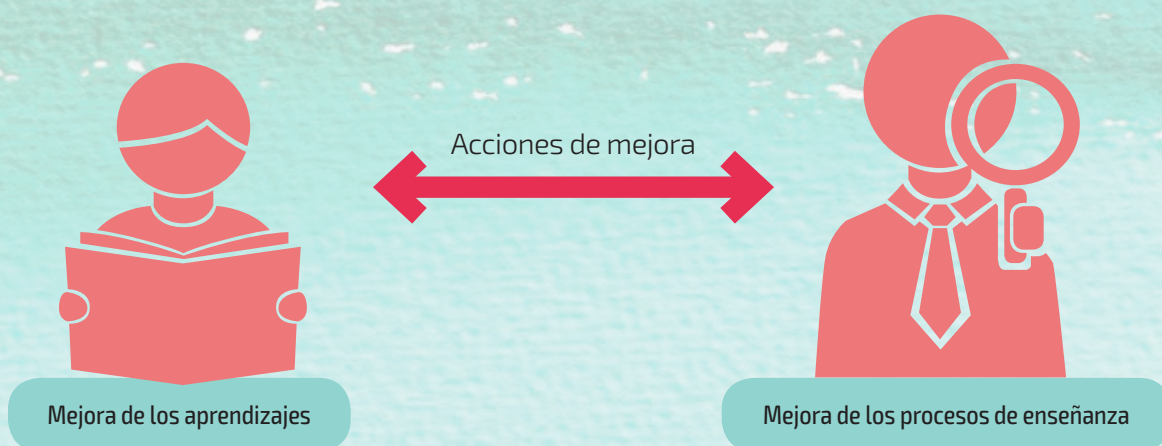 Acciones de mejora
Mejora de los aprendizajes
Mejora de los procesos de enseñanza